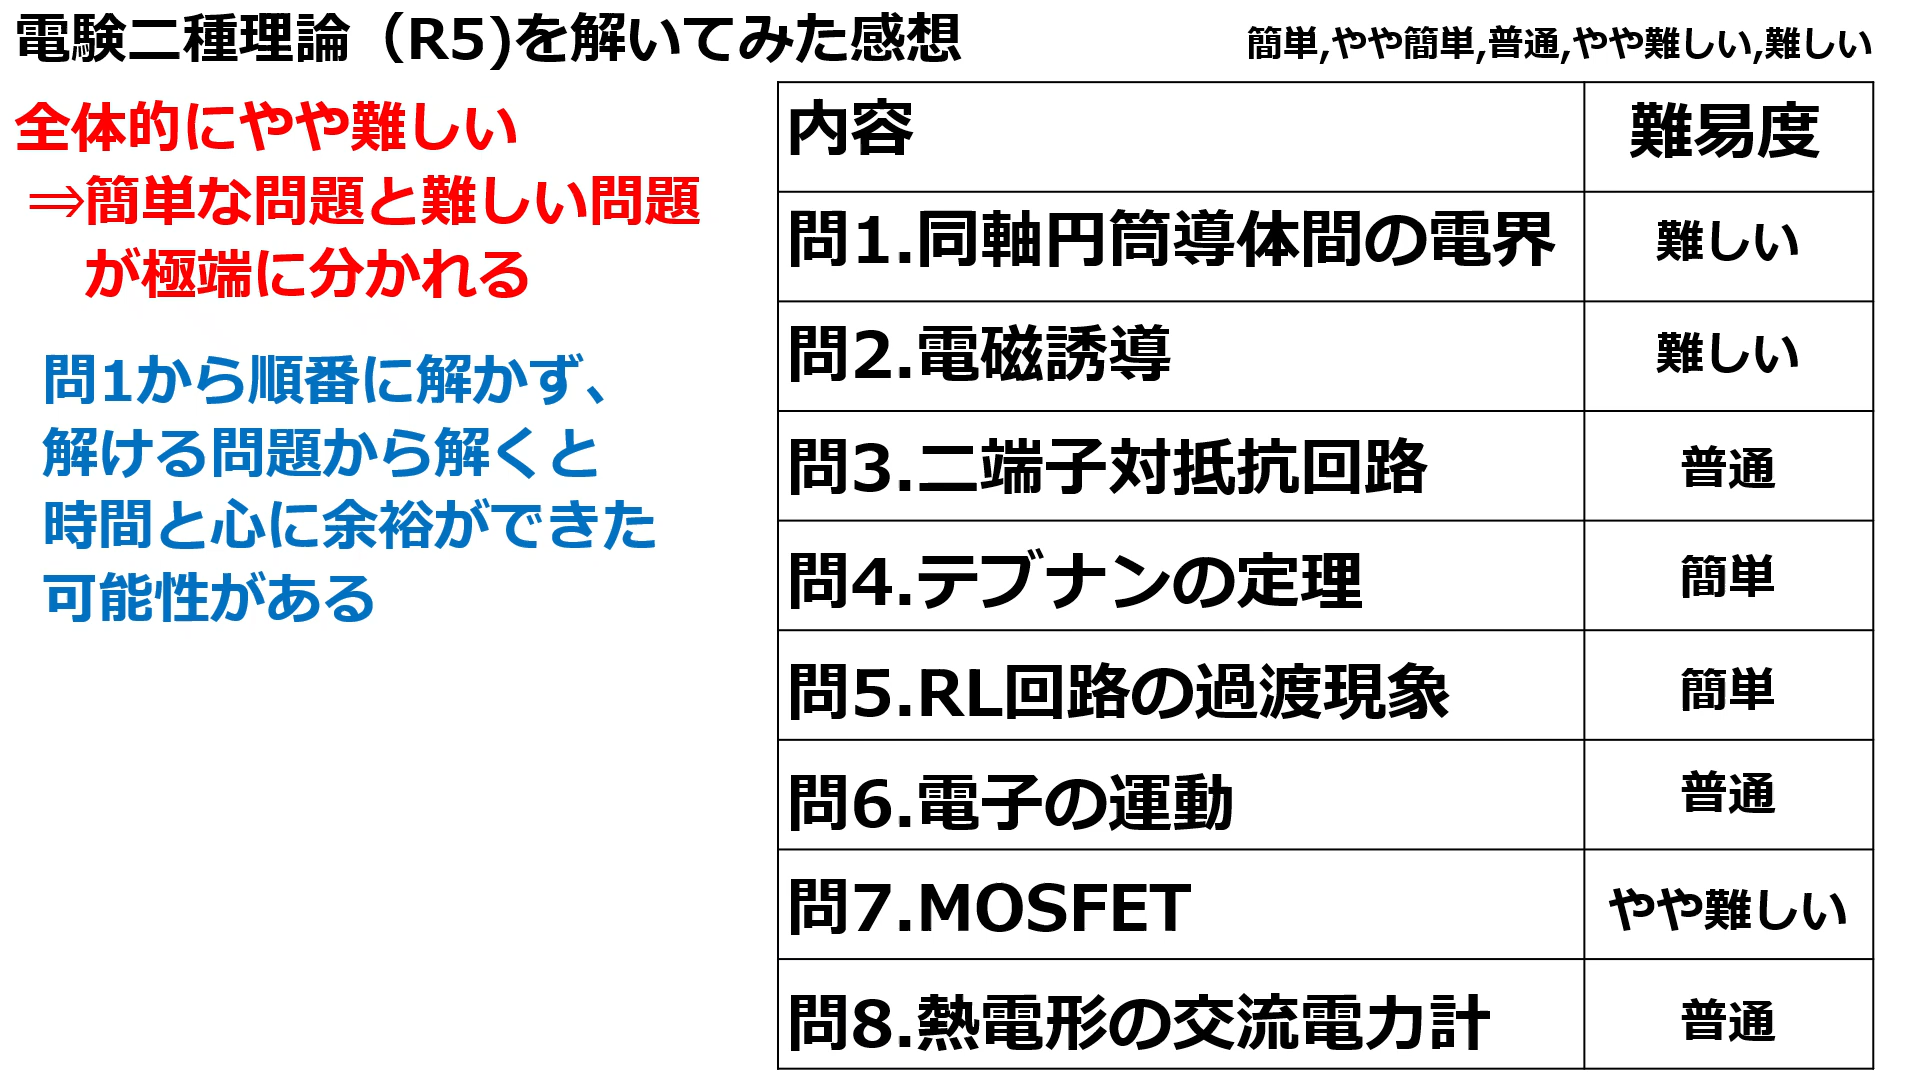 電験二種理論（R5)を解いてみた感想
簡単,やや簡単,普通,やや難しい,難しい
全体的にやや難しい
⇒簡単な問題と難しい問題
が極端に分かれる
問1から順番に解かず、
解ける問題から解くと
時間と心に余裕ができた
可能性がある
内容 難易度
問1.同軸円筒導体間の電界 難しい
問2.電磁誘導 難しい
問3.二端子対抵抗回路 普通
問4.テブナンの定理 簡単
問5.RL回路の過渡現象 簡単
問6.電子の運動 普通
問7.MOSFET やや難しい
問8.熱電形の交流電力計 普通